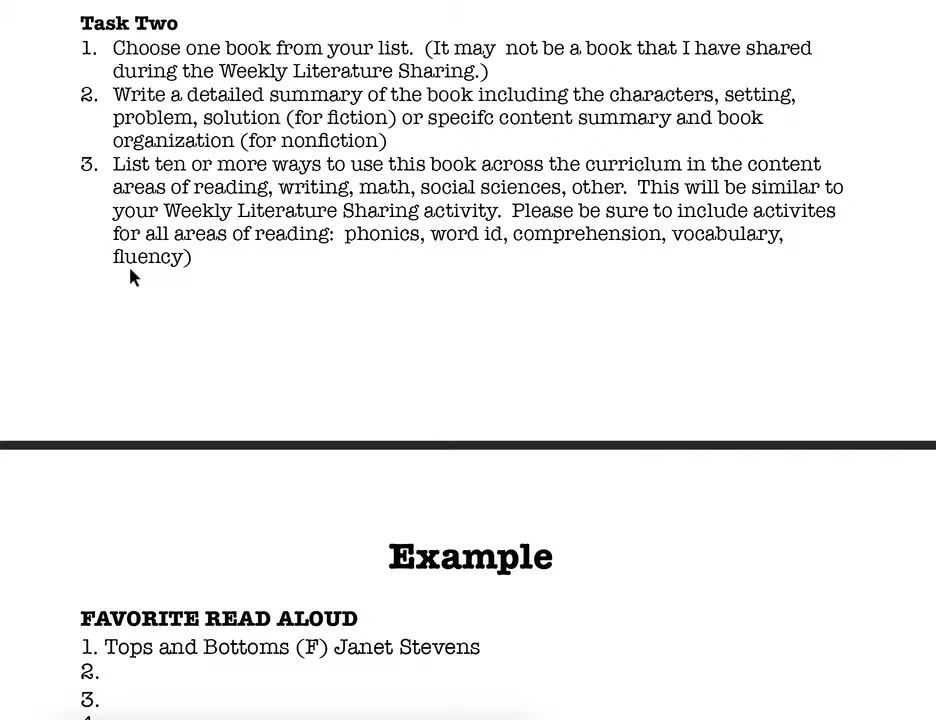 Task Two
1. Choose one book from your list. (It may not be a book that I have shared
during the Weekly Literature Sharing.)
2. Write a detailed summary of the book including the characters, setting,
problem, solution (for fiction) or specifc content summary and book
organization (for nonfiction)
3. List ten or more ways to use this book across the curriclum in the content
areas of reading, writing, math, social sciences, other. This will be similar to
your Weekly Literature Sharing activity. Please be sure to include activites
for all areas of reading: phonics, word id, comprehension, vocabulary,
fluency)
Example
FAVORITE READ ALOUD
1. Tops and Bottoms (F) Janet Stevens
2.
3.